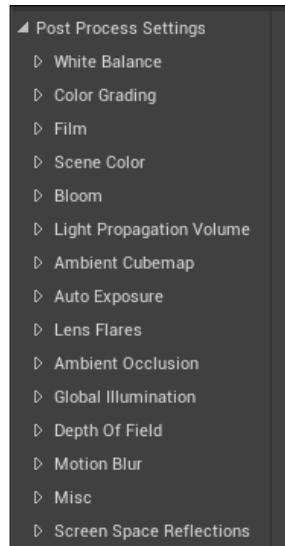 Post Process Settings
White Balance
Color Grading
Film
Scene Color
Bloom
Light Propagation Volume
Ambient Cubemap
Auto Exposure
Lens Flares
Ambient Occlusion
Global Illumination
Depth Of Field
Motion Blur
Misc
Screen Space Reflections